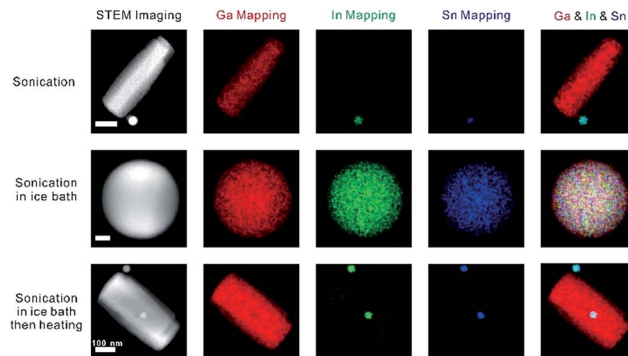 STEM Imaging Ga Mapping In Mapping Sn Mapping Ga & In & Sn
Sonication
Sonication
in ice bath
Sonication
in ice bath
then heating
100 nm